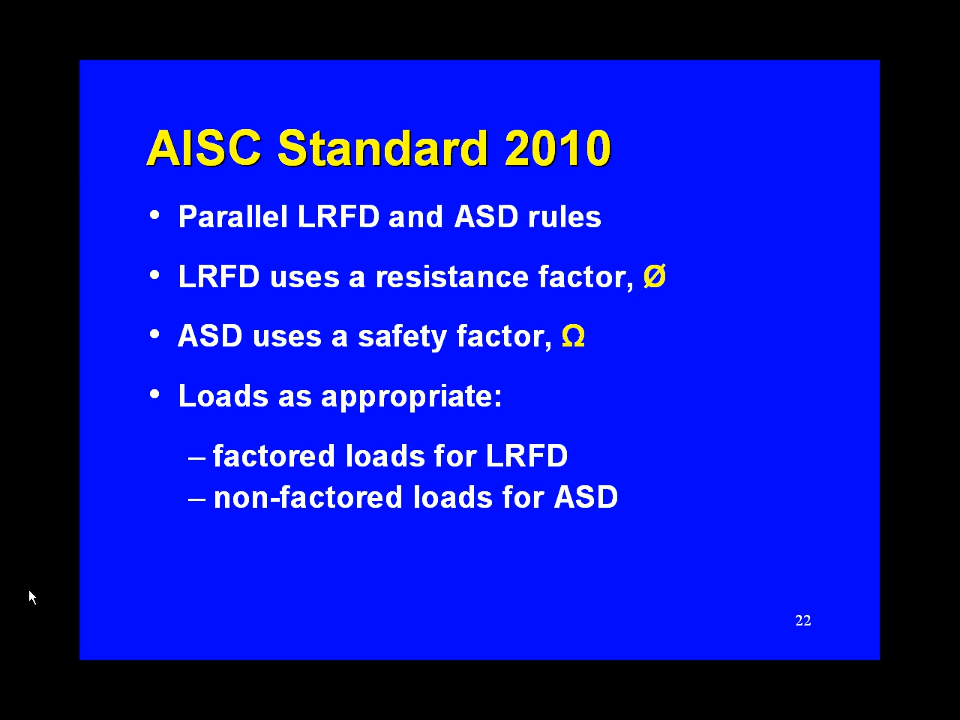 AISC Standard 2010
• Parallel LRFD and ASD rules
• LRFD uses a resistance factor, Ø
• ASD uses a safety factor, Ω
• Loads as appropriate:
– factored loads for LRFD
– non-factored loads for ASD
22